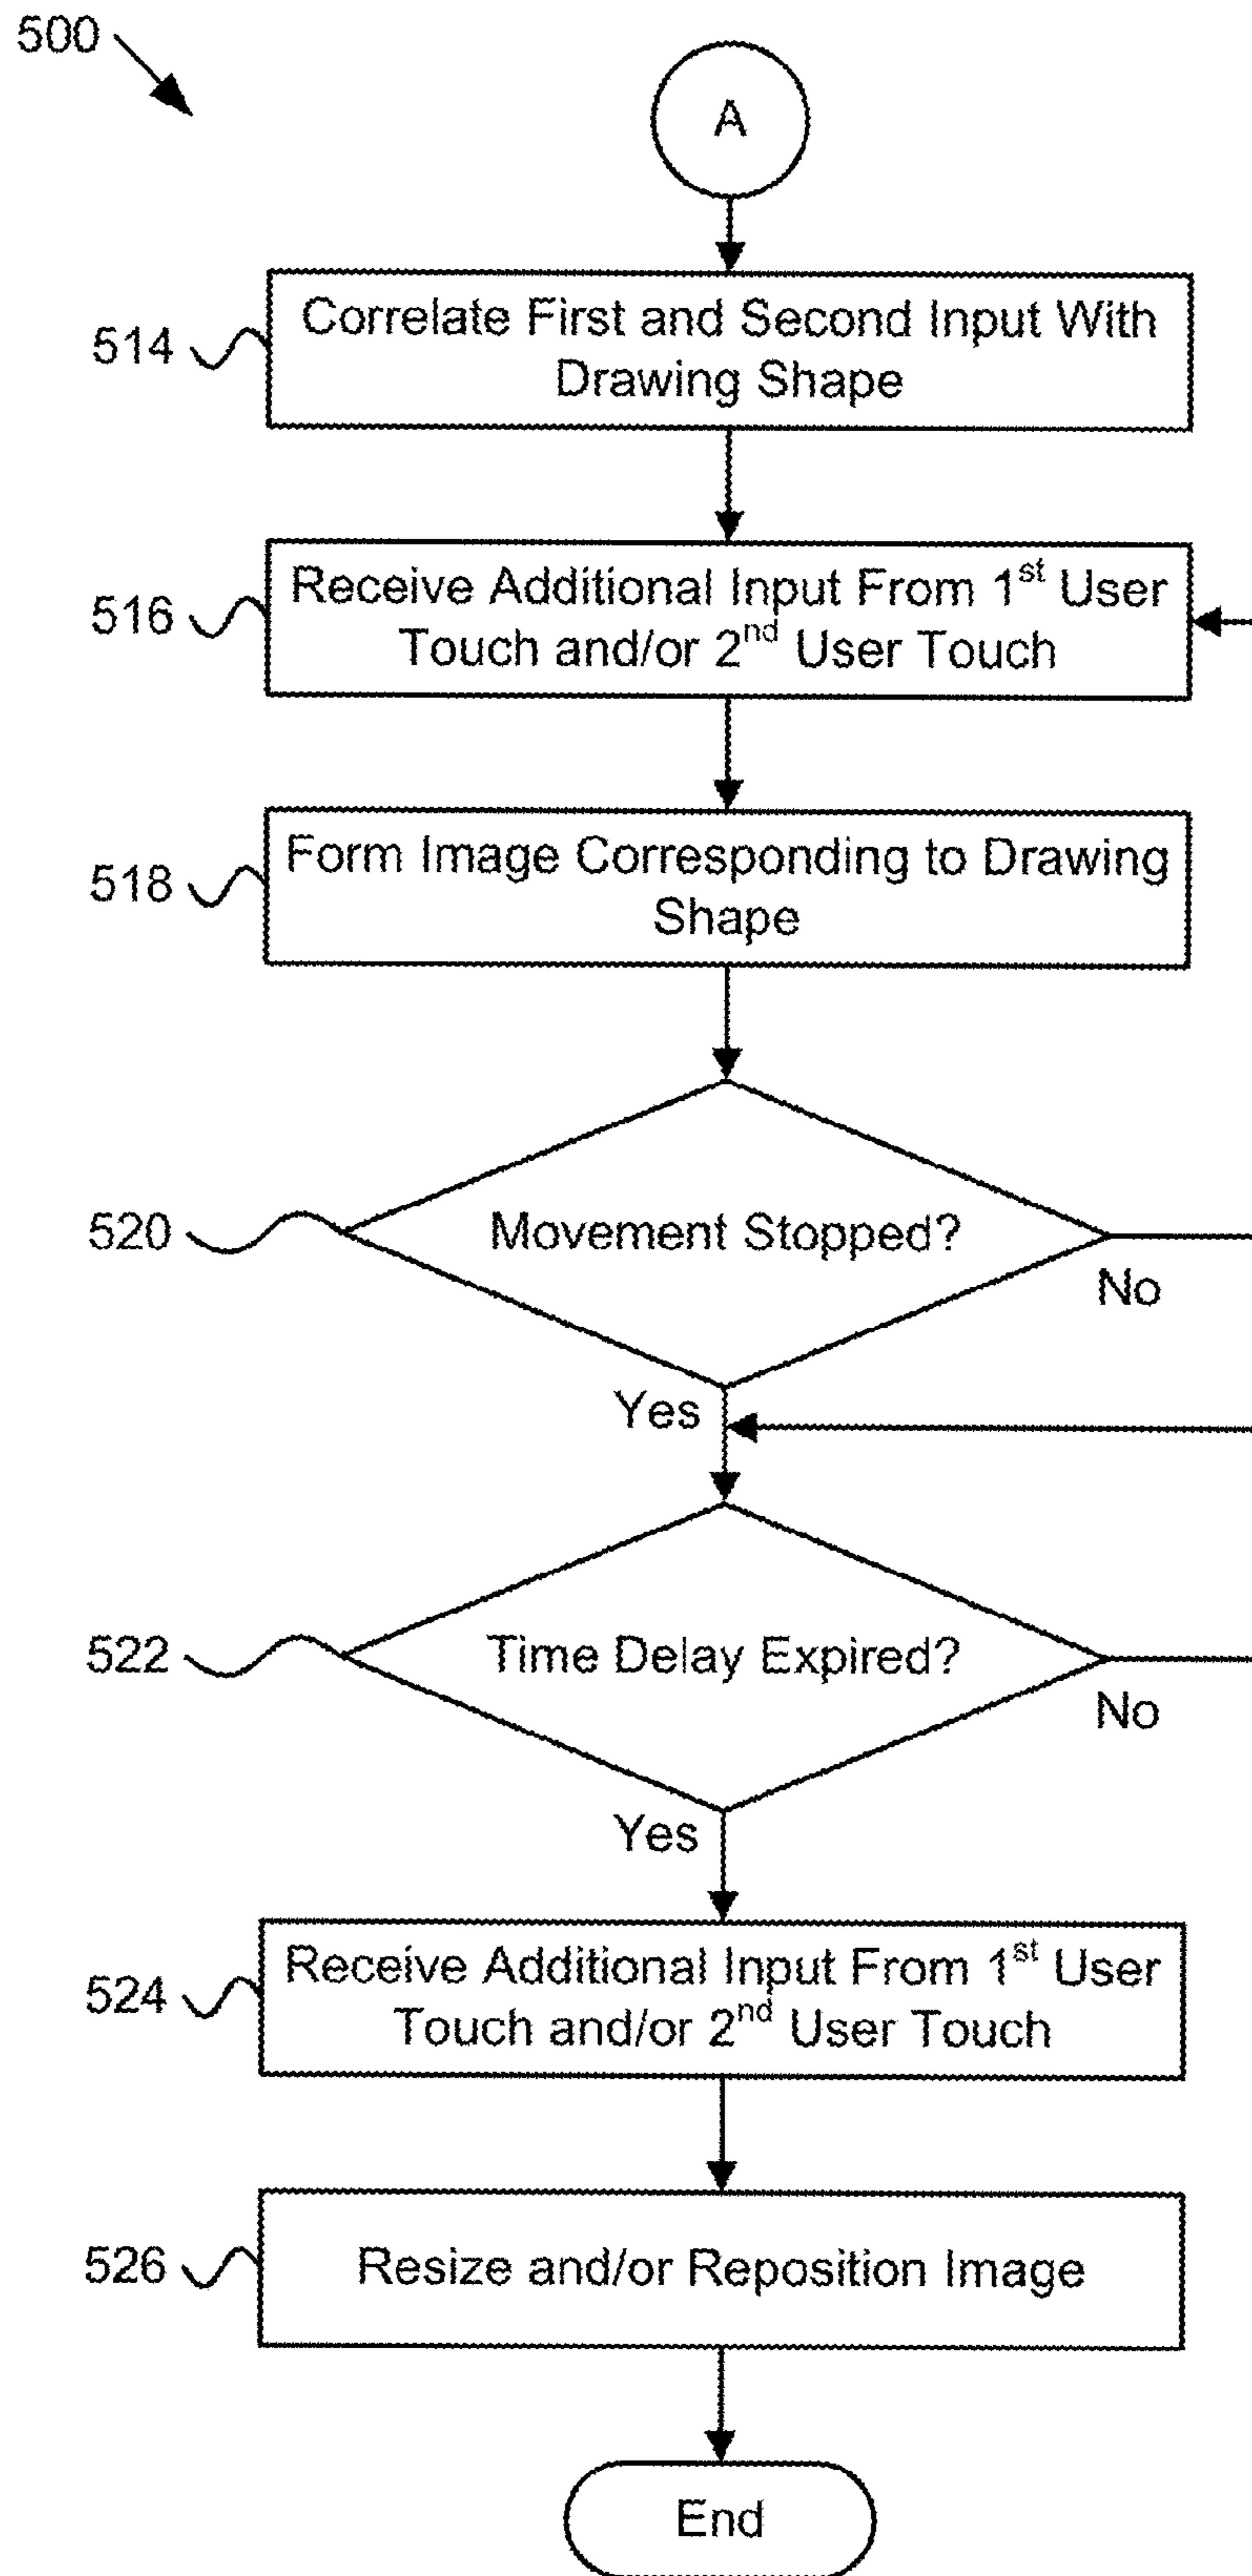 500
A
514
Correlate First and Second Input With
Drawing Shape
516
Receive Additional Input From 1st User
Touch and/or 2nd User Touch
518
Form Image Corresponding to Drawing
Shape
520
Movement Stopped?
No
Yes
522
Time Delay Expired?
No
Yes
524
Receive Additional Input From 1st User
Touch and/or 2nd User Touch
526
Resize and/or Reposition Image
End